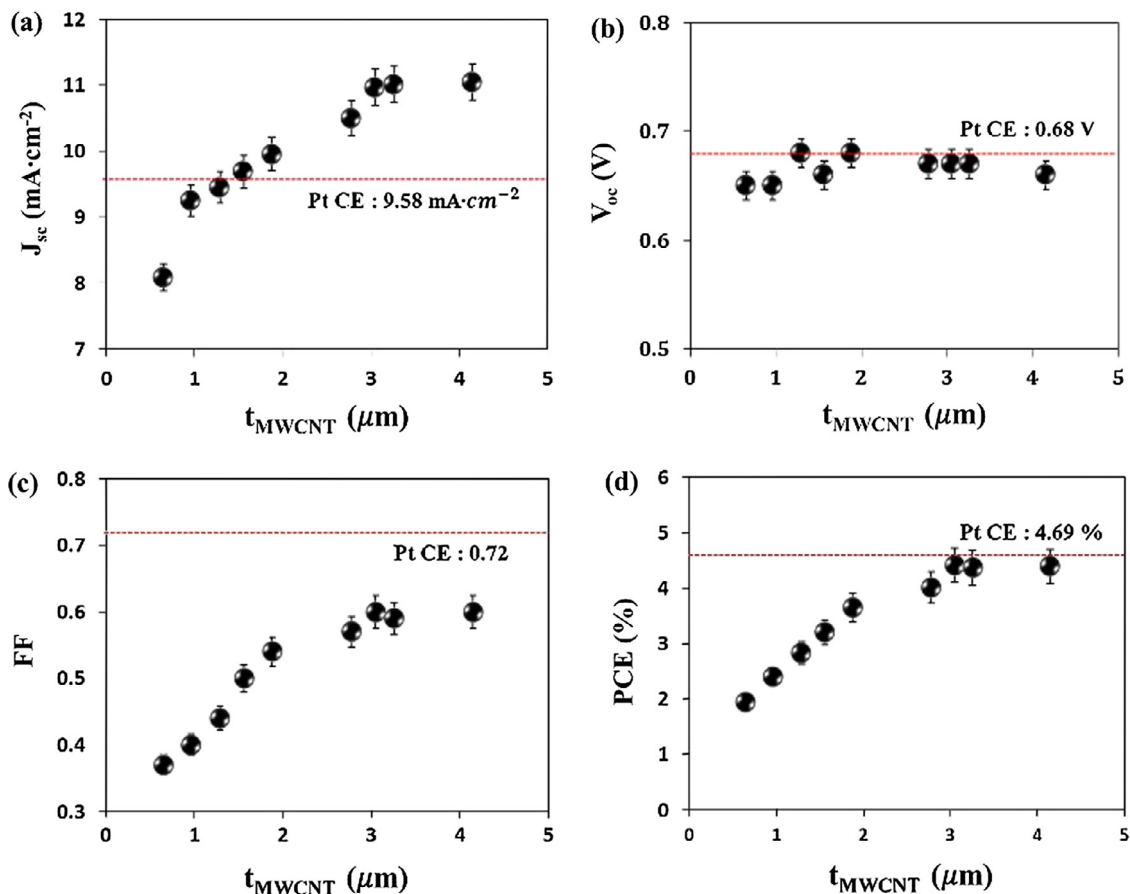 (a)
12
11
10
9
8
7
J_sc (mA·cm⁻²)
Pt CE : 9.58 mA·cm⁻²
0 1 2 3 4 5
t_MWCNT (μm)
(b)
0.8
0.7
0.6
0.5
V_oc (V)
Pt CE : 0.68 V
0 1 2 3 4 5
t_MWCNT (μm)
(c)
0.8
0.7
0.6
0.5
0.4
0.3
FF
Pt CE : 0.72
0 1 2 3 4 5
t_MWCNT (μm)
(d)
6
5
4
3
2
1
0
PCE (%)
Pt CE : 4.69 %
0 1 2 3 4 5
t_MWCNT (μm)